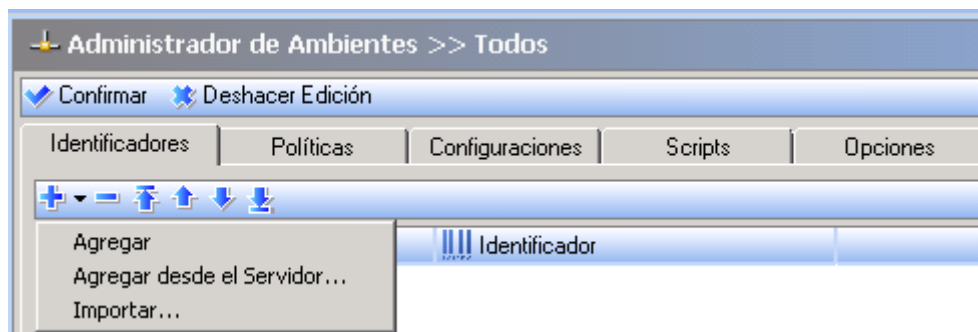 Administrador de Ambientes >> Todos
Confirmar Deshacer Edición
Identificadores Políticas Configuraciones Scripts Opciones
Agregar
Identificador
Agregar desde el Servidor...
Importar...